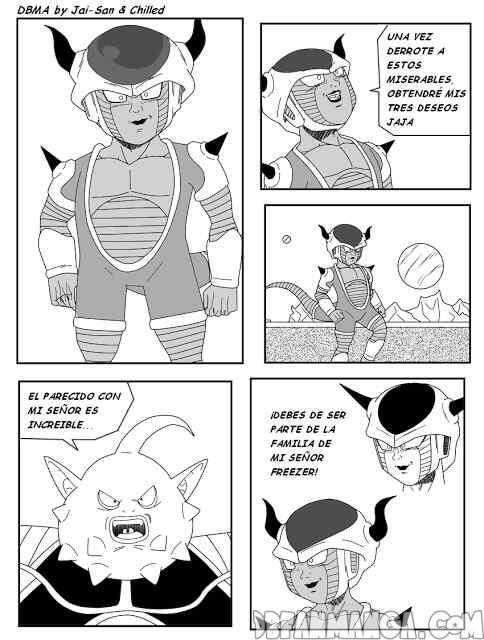 DBMA by Jai-San & Chilled
UNA VEZ
DERROTE A
ESTOS
MISERABLES,
OBTENDRÉ MIS
TRES DESEOS
JAJA
EL PARECIDO CON
MI SEÑOR ES
INCREIBLE...
¡DEBES DE SER
PARTE DE LA
FAMILIA DE
MI SEÑOR
FREEZER!
SUBMANGA.COM